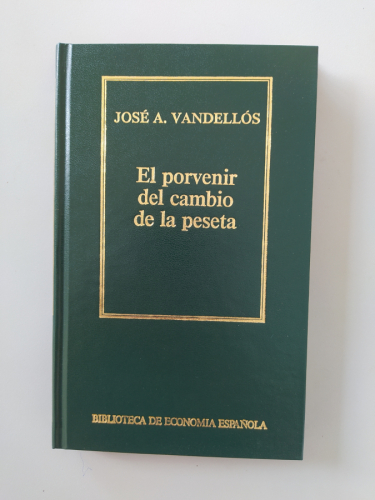 JOSÉ A. VANDELLÓS
El porvenir
del cambio
de la peseta
BIBLIOTECA DE ECONOMIA ESPAÑOLA